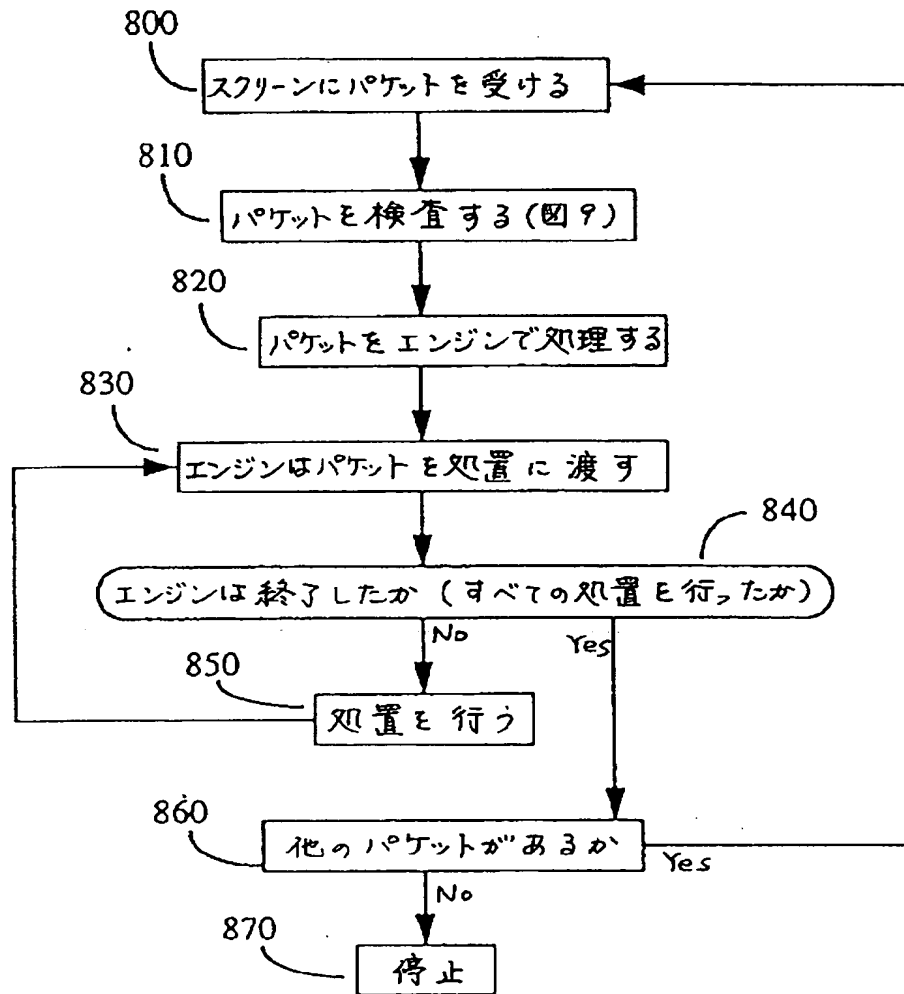 800
スクリーンにパケットを受ける
810
パケットを検査する(図9)
820
パケットをエンジンで処理する
830
エンジンはパケットを処置に渡す
840
エンジンは終了したか(すべての処置を行ったか)
No
Yes
850
処置を行う
860
他のパケットがあるか
Yes
No
870
停止